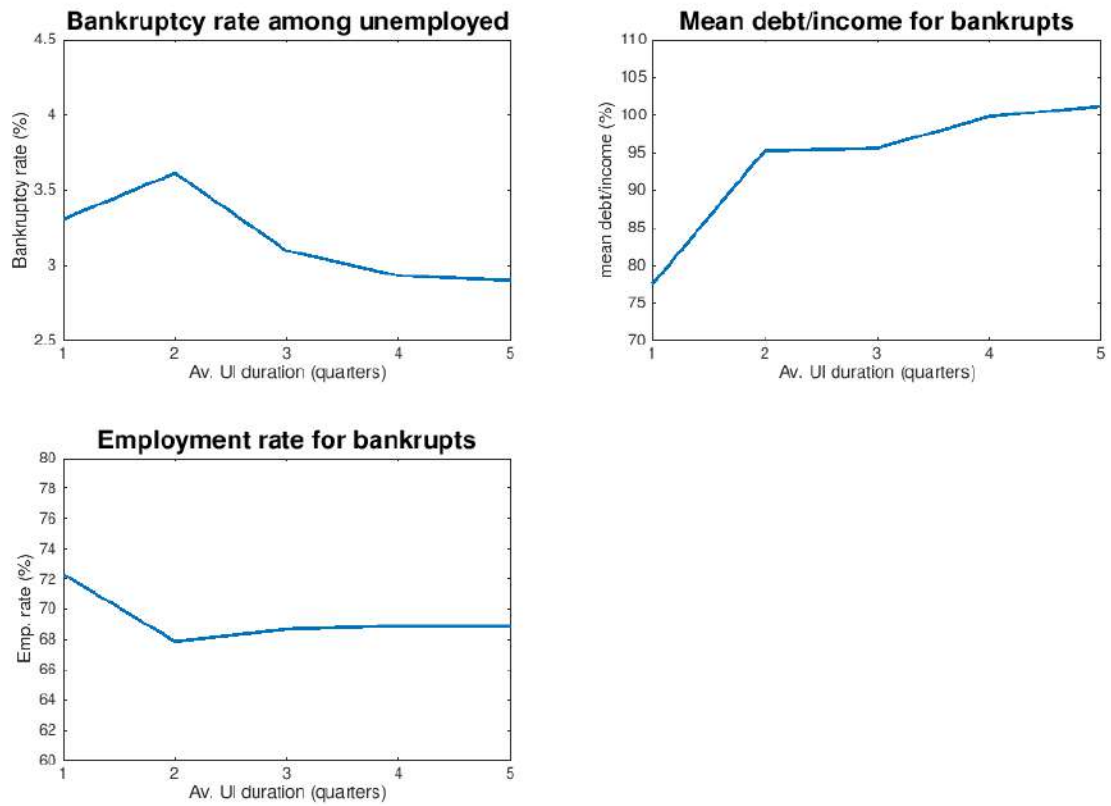 Bankruptcy rate among unemployed
4.5
4
3.5
3
2.5
Bankruptcy rate (%)
1 2 3 4 5
Av. UI duration (quarters)
Mean debt/income for bankrupts
110
105
100
95
90
85
80
75
70
mean debt/income (%)
1 2 3 4 5
Av. UI duration (quarters)
Employment rate for bankrupts
80
78
76
74
72
70
68
66
64
62
60
Emp. rate (%)
1 2 3 4 5
Av. UI duration (quarters)